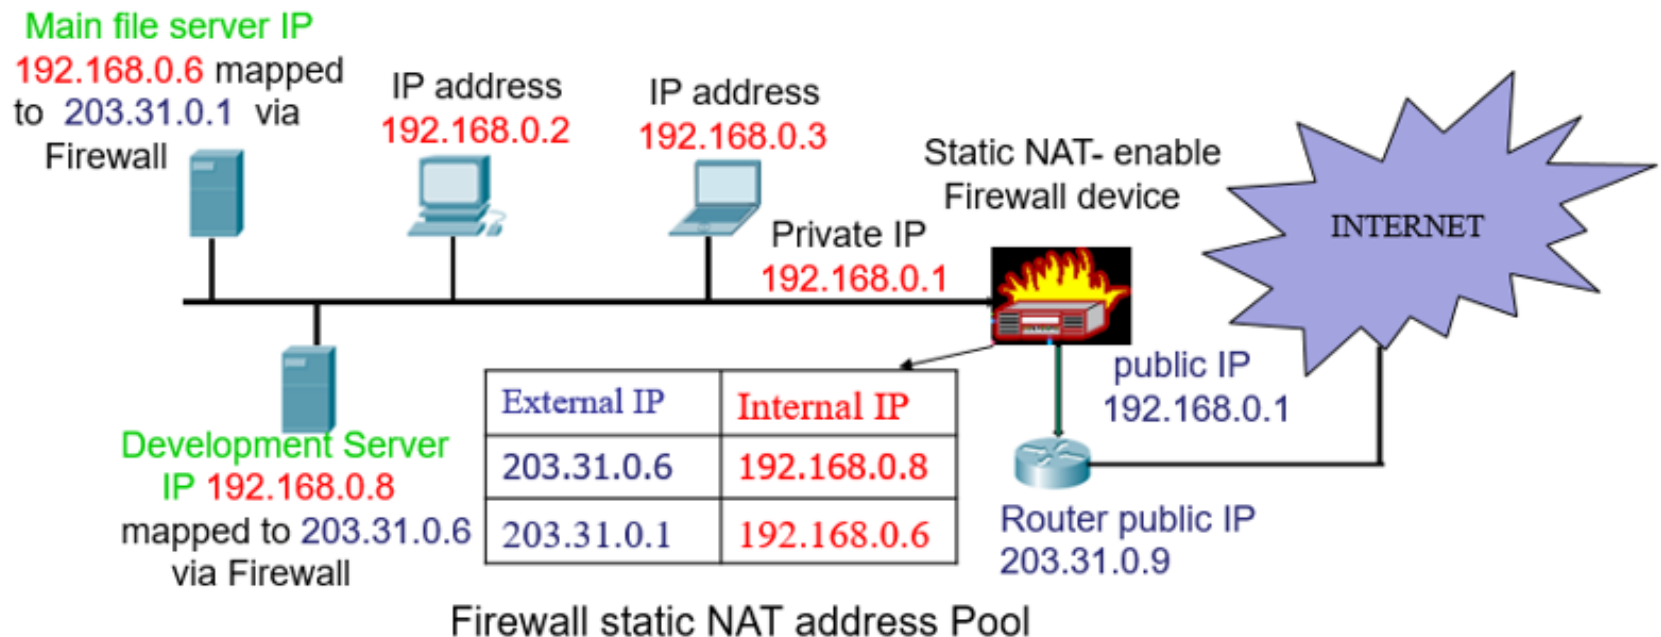 Main file server IP
192.168.0.6 mapped
to 203.31.0.1 via
Firewall
IP address
192.168.0.2
IP address
192.168.0.3
Static NAT- enable
Firewall device
Private IP
192.168.0.1
INTERNET
public IP
192.168.0.1
Development Server
IP 192.168.0.8
mapped to 203.31.0.6
via Firewall
External IP Internal IP
203.31.0.6 192.168.0.8
203.31.0.1 192.168.0.6
Router public IP
203.31.0.9
Firewall static NAT address Pool